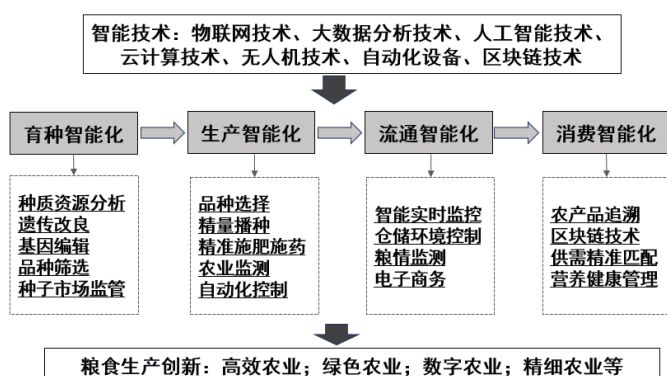 智能技术：物联网技术、大数据分析技术、人工智能技术、
云计算技术、无人机技术、自动化设备、区块链技术
育种智能化
生产智能化
流通智能化
消费智能化
种质资源分析
遗传改良
基因编辑
品种筛选
种子市场监管
品种选择
精量播种
精准施肥施药
农业监测
自动化控制
智能实时监控
仓储环境控制
粮情监测
电子商务
农产品追溯
区块链技术
供需精准匹配
营养健康管理
粮食生产创新：高效农业；绿色农业；数字农业；精细农业等